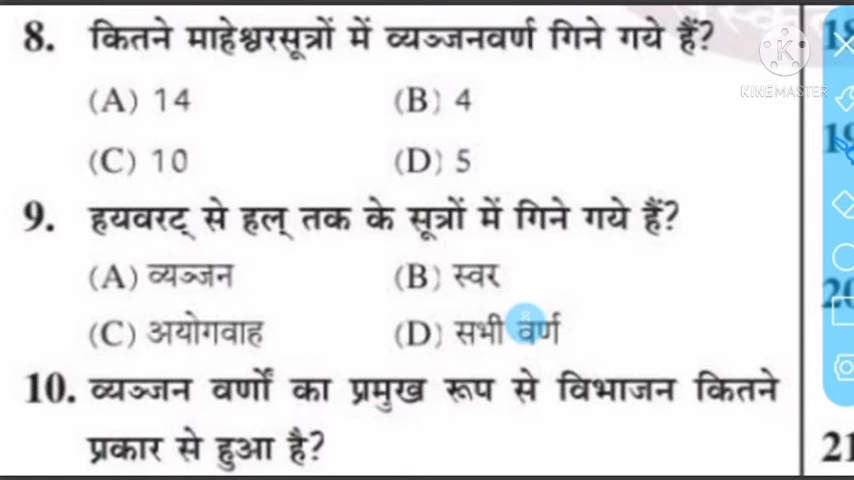 8. कितने माहेश्वरसूत्रों में व्यञ्जनवर्ण गिने गये हैं?
KINEMASTER
(A) 14 (B) 4
(C) 10 (D) 5
9. हयवरट् से हल् तक के सूत्रों में गिने गये हैं?
(A) व्यञ्जन (B) स्वर
(C) अयोगवाह (D) सभी वर्ण
10. व्यञ्जन वर्णों का प्रमुख रूप से विभाजन कितने
प्रकार से हुआ है?
21